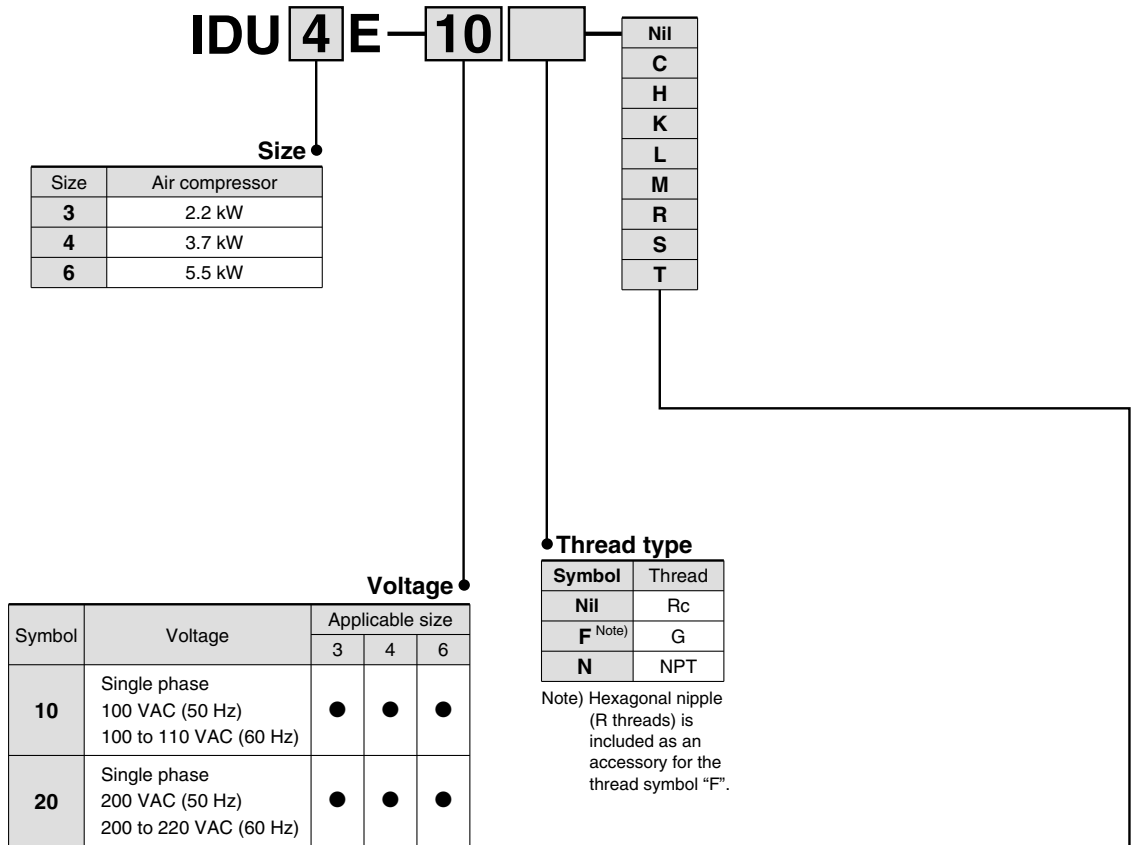 IDU 4 E — 10
Nil
C
H
K
L
M
R
S
T
Size
Size Air compressor
3 2.2 kW
4 3.7 kW
6 5.5 kW
Thread type
Symbol Thread
Nil Rc
F Note) G
N NPT
Note) Hexagonal nipple
(R threads) is
included as an
accessory for the
thread symbol “F”.
Voltage
Symbol Voltage Applicable size
3 4 6
10 Single phase
100 VAC (50 Hz) ● ● ●
100 to 110 VAC (60 Hz)
20 Single phase
200 VAC (50 Hz) ● ● ●
200 to 220 VAC (60 Hz)